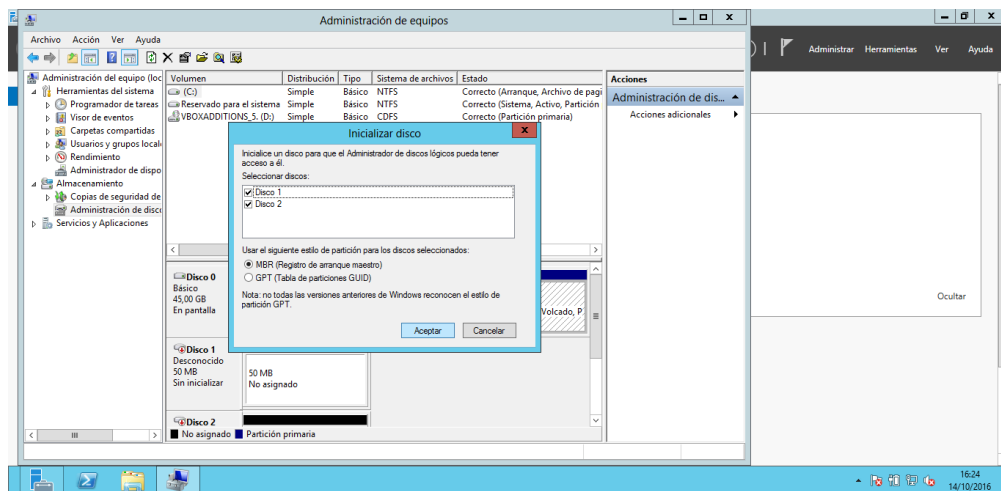 Administración de equipos
Archivo Acción Ver Ayuda
Administrar Herramientas Ver Ayuda
Administración del equipo (loc
Herramientas del sistema
Programador de tareas
Visor de eventos
Carpetas compartidas
Usuarios y grupos locale
Rendimiento
Administrador de dispo
Almacenamiento
Copias de seguridad de
Administración de disco
Servicios y Aplicaciones
Volumen Distribución Tipo Sistema de archivos Estado
(C:) Simple Básico NTFS Correcto (Arranque, Archivo de pagi
Reservado para el sistema Simple Básico NTFS Correcto (Sistema, Activo, Partición
VBOXADDITIONS_5. (D:) Simple Básico CDFS Correcto (Partición primaria)
Acciones
Administración de dis...
Acciones adicionales
Inicializar disco
x
Inicialice un disco para que el Administrador de discos lógicos pueda tener
acceso a él.
Seleccionar discos:
Disco 1
Disco 2
Usar el siguiente estilo de partición para los discos seleccionados:
MBR (Registro de arranque maestro)
GPT (Tabla de particiones GUID)
Nota: no todas las versiones anteriores de Windows reconocen el estilo de
partición GPT.
Aceptar Cancelar
Disco 0
Básico
45,00 GB
En pantalla
Volcado, P
Disco 1
Desconocido
50 MB
Sin inicializar
50 MB
No asignado
Disco 2
No asignado Partición primaria
Ocultar
16:24
14/10/2016